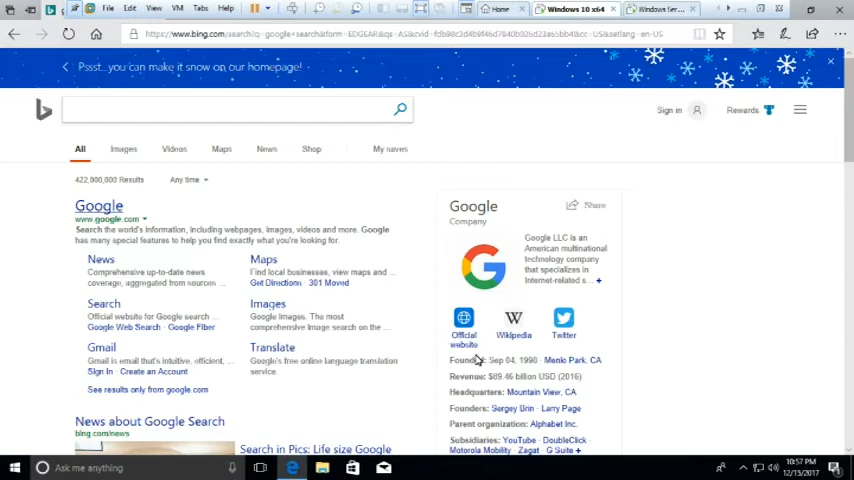 File Edit View VM Tabs Help Home Windows 10 x64 Windows Ser...
Pssst...you can make it snow on our homepage!
Sign in Rewards
All Images Videos Maps News Shop My saves
422,000,000 Results Any time
Google
www.google.com
Search the world's information, including webpages, images, videos and more. Google
has many special features to help you find exactly what you're looking for.
News
Comprehensive up-to-date news
coverage, aggregated from sources ...
Maps
Find local businesses, view maps and ...
Get Directions · 301 Moved
Search
Official website for google search ...
Google Web Search · Google Fiber
Images
Google Images. The most
comprehensive image search on the ...
Gmail
Gmail is email that's intuitive, efficient, ...
Sign In · Create an Account
Translate
Google's free online language translation
service.
See results only from google.com
News about Google Search
bing.com/news
Search in Pics: Life size Google
Google
Share
Company
Google LLC is an
American multinational
technology company
that specializes in
Internet-related s... +
Official
website
Wikipedia
Twitter
Founded: Sep 04, 1998 · Menlo Park, CA
Revenue: $89.46 billion USD (2016)
Headquarters: Mountain View, CA
Founders: Sergey Brin · Larry Page
Parent organization: Alphabet Inc.
Subsidiaries: YouTube · DoubleClick ·
Motorola Mobility · Zagat · G Suite +
Ask me anything
10:57 PM
12/15/2017